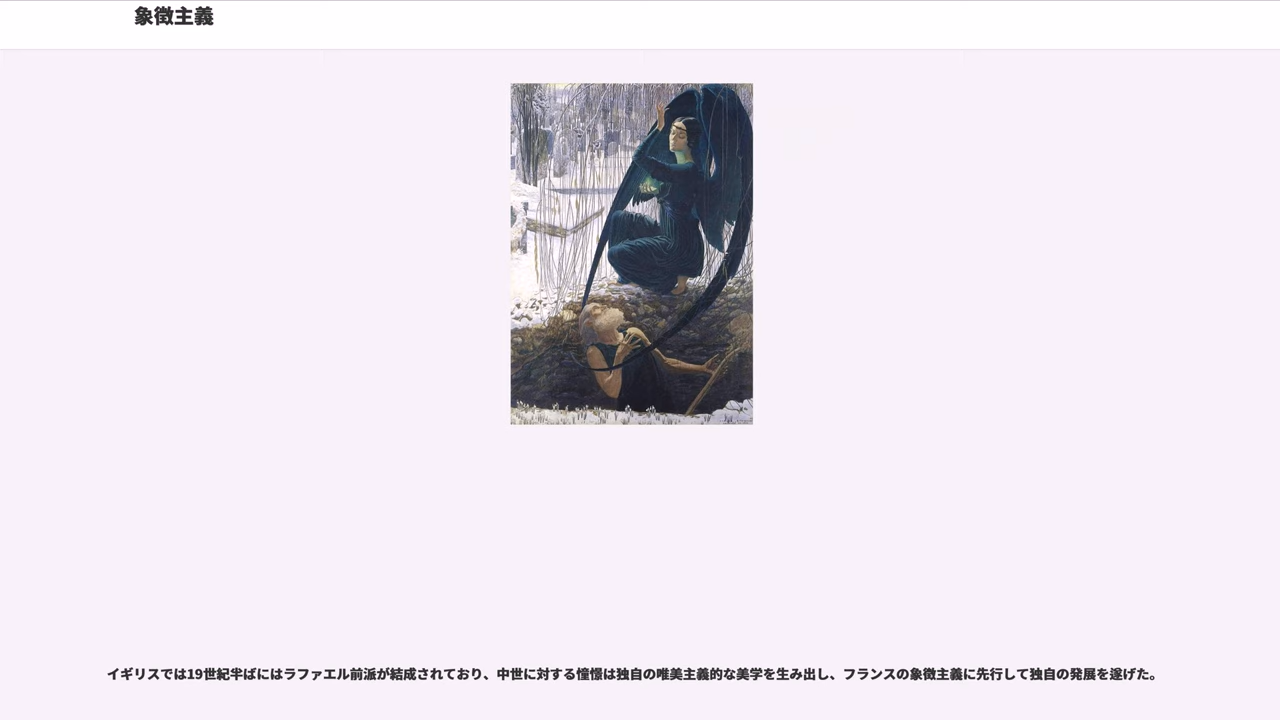 象徴主義
イギリスでは19世紀半ばにはラファエル前派が結成されており、中世に対する憧憬は独自の唯美主義的な美学を生み出し、フランスの象徴主義に先行して独自の発展を遂げた。